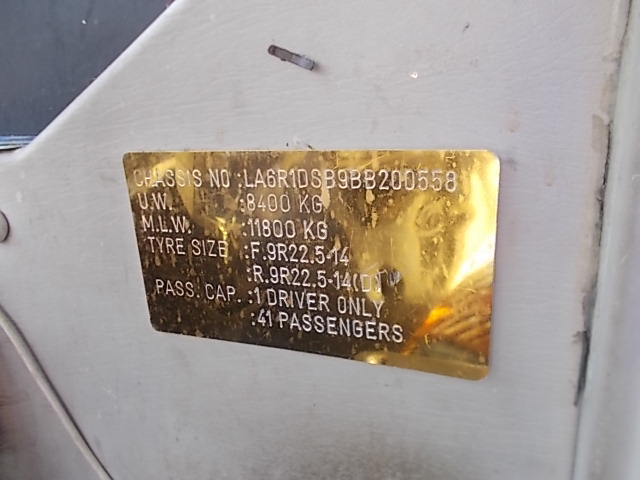 CHASSIS NO :LA6R1DSB9BB200558
U.W. :8400 KG
M.L.W. :11800 KG
TYRE SIZE :F.9R22.5-14
:R.9R22.5-14(D)
PASS. CAP. :1 DRIVER ONLY
:41 PASSENGERS